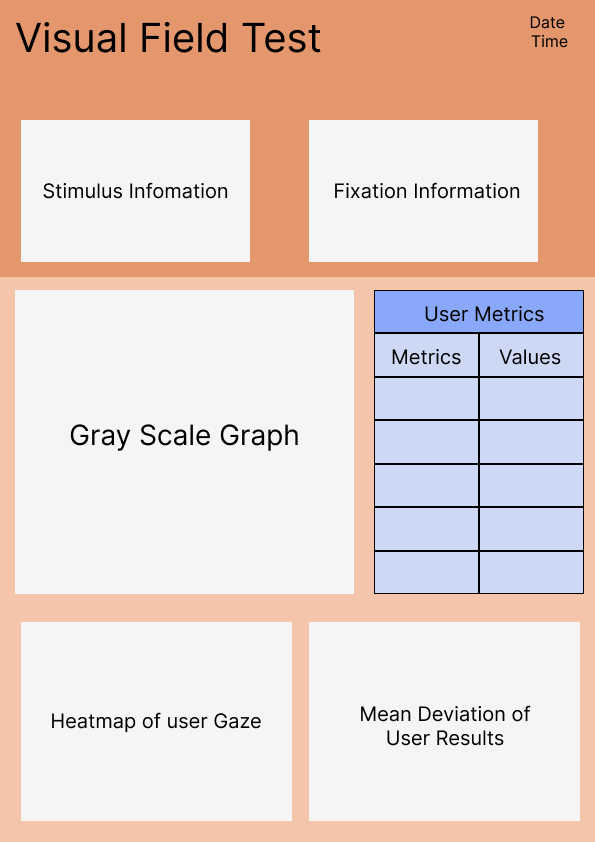 Visual Field Test
Date
Time
Stimulus Infomation
Fixation Information
Gray Scale Graph
User Metrics
Metrics
Values
Heatmap of user Gaze
Mean Deviation of
User Results